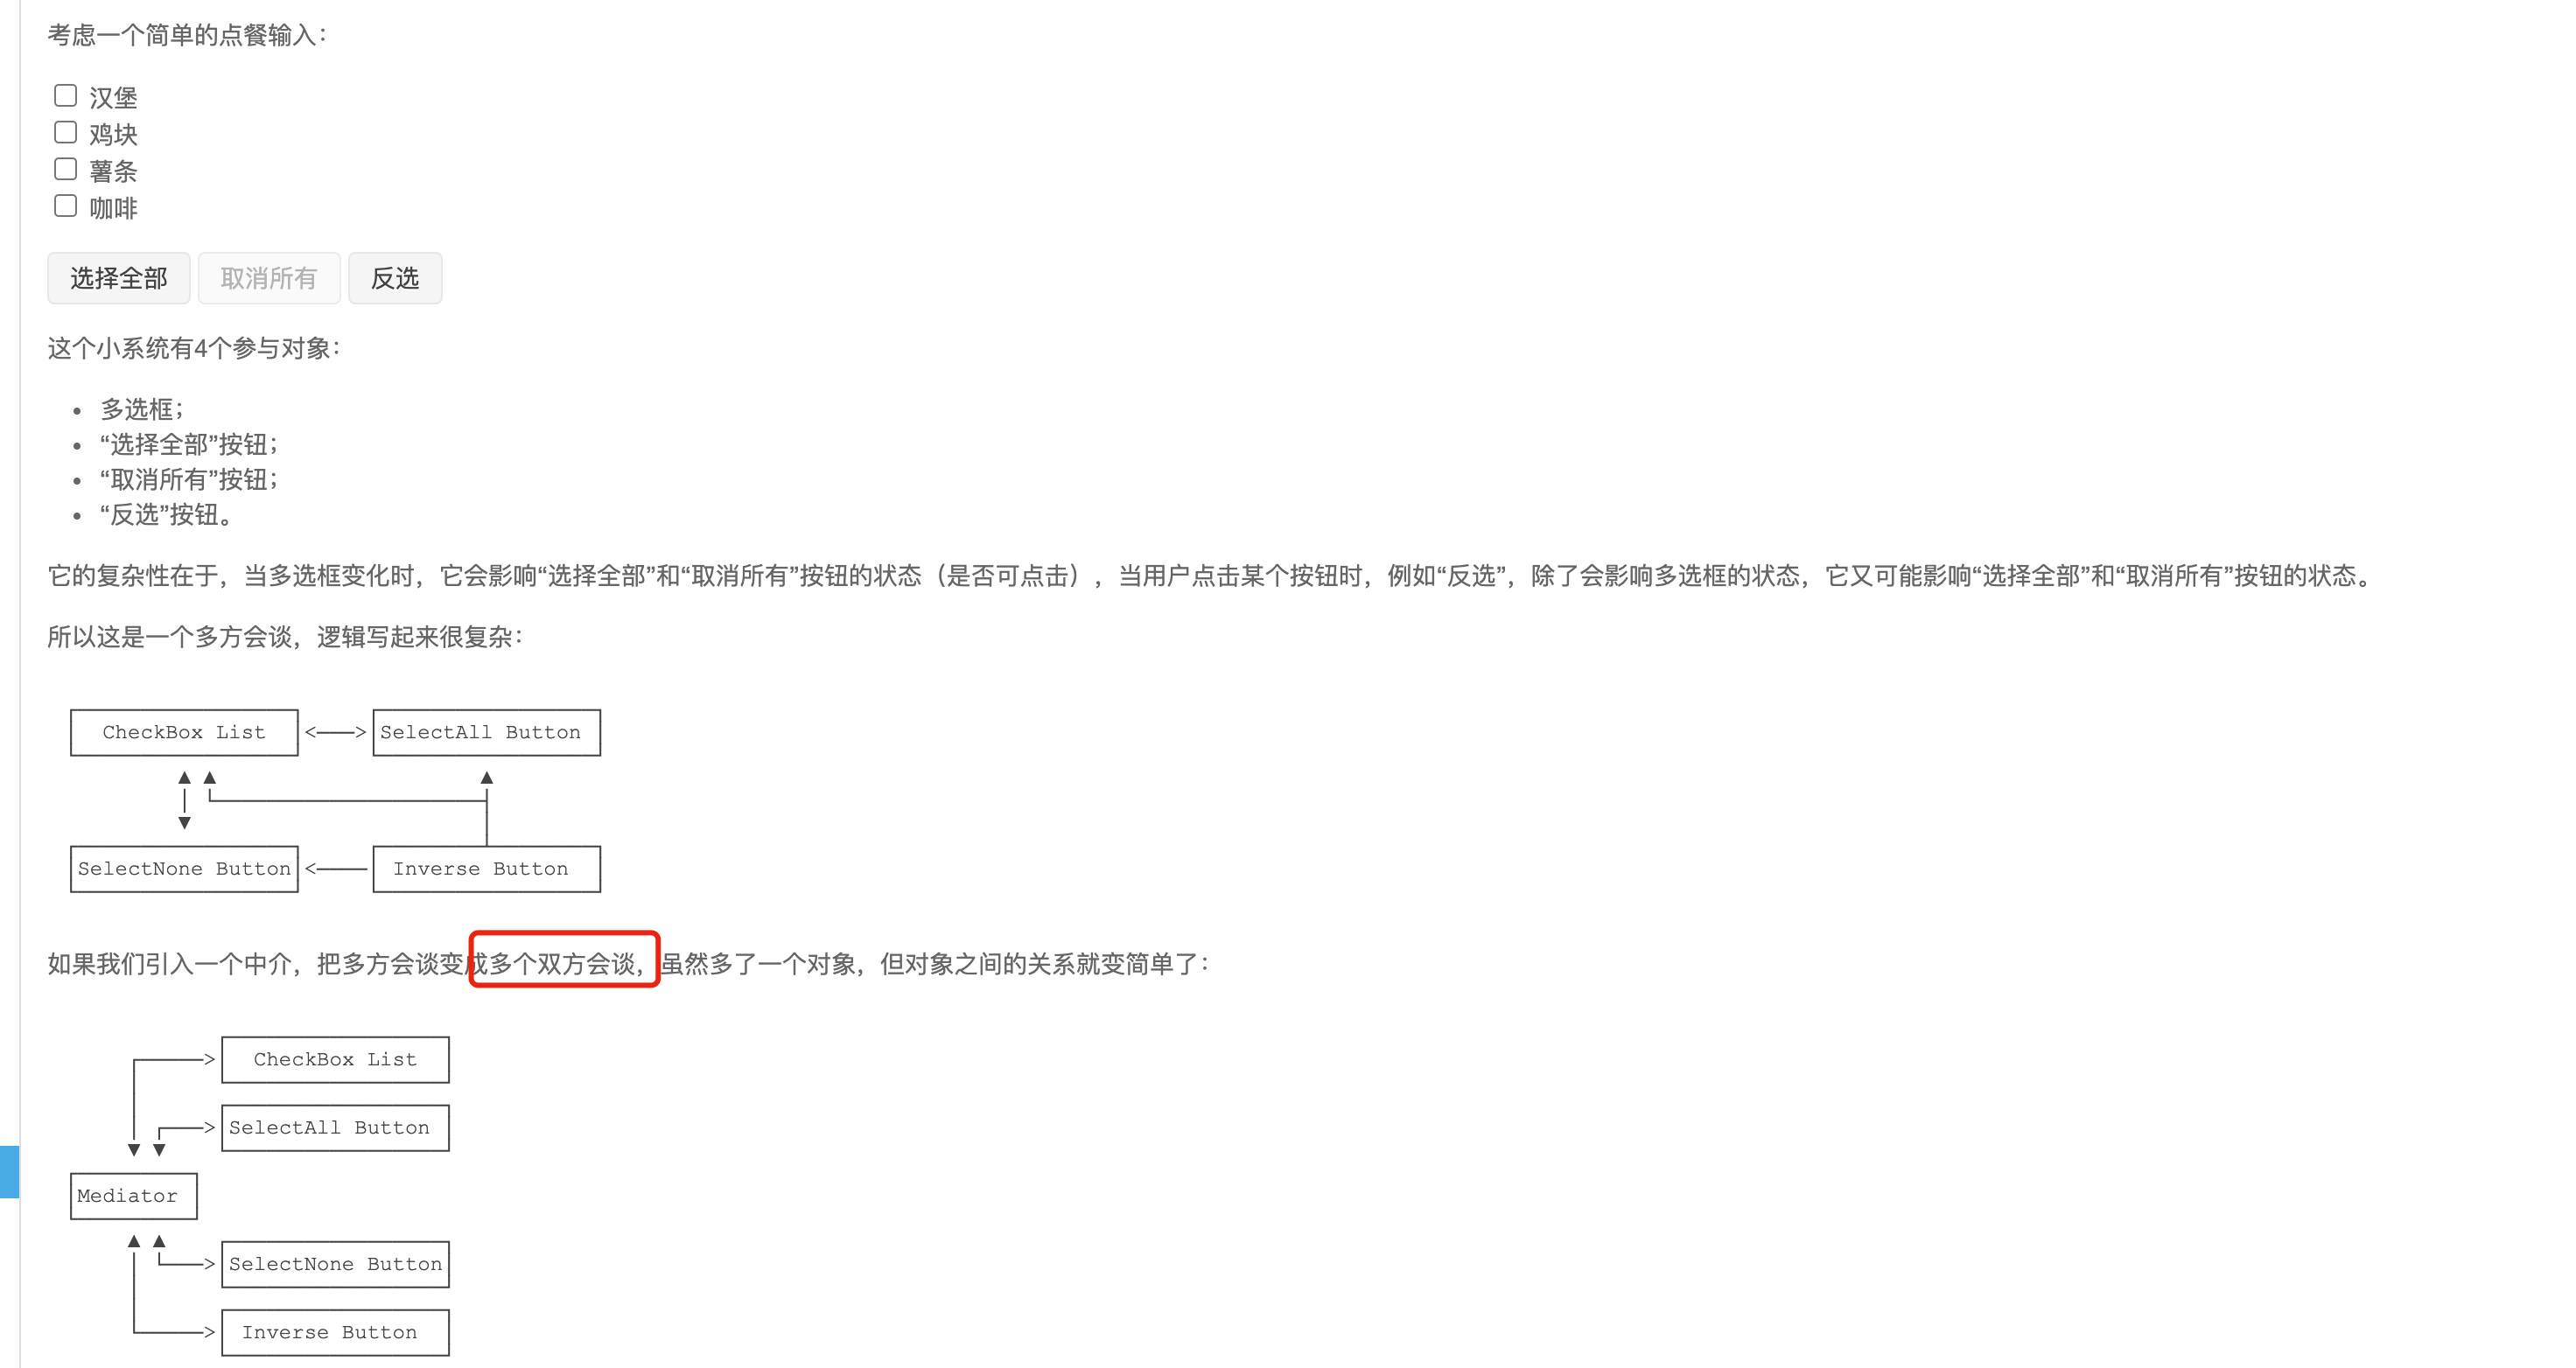 考虑一个简单的点餐输入：
汉堡
鸡块
薯条
咖啡
选择全部 取消所有 反选
这个小系统有4个参与对象：
• 多选框；
• “选择全部”按钮；
• “取消所有”按钮；
• “反选”按钮。
它的复杂性在于，当多选框变化时，它会影响“选择全部”和“取消所有”按钮的状态（是否可点击），当用户点击某个按钮时，例如“反选”，除了会影响多选框的状态，它又可能影响“选择全部”和“取消所有”按钮的状态。
所以这是一个多方会谈，逻辑写起来很复杂：
CheckBox List SelectAll Button
SelectNone Button Inverse Button
如果我们引入一个中介，把多方会谈变成多个双方会谈，虽然多了一个对象，但对象之间的关系就变简单了：
CheckBox List
SelectAll Button
Mediator
SelectNone Button
Inverse Button